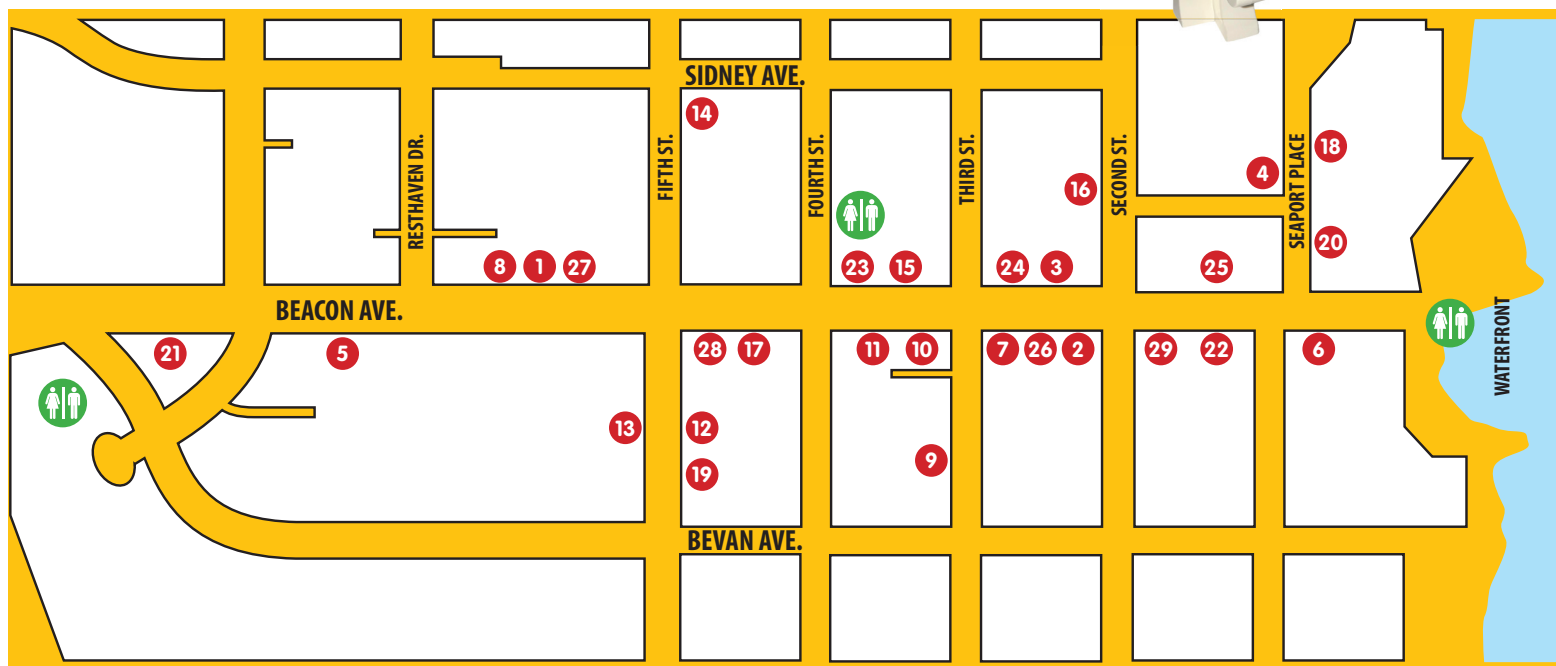 SIDNEY AVE.
14
RESTHAVEN DR.
FIFTH ST.
FOURTH ST.
THIRD ST.
SECOND ST.
SEAPORT PLACE
18
4
16
20
8 1 27
23 15
24 3
25
BEACON AVE.
21
5
28 17
11 10
7 26 2
29 22
6
WATERFRONT
13
12
9
19
BEVAN AVE.